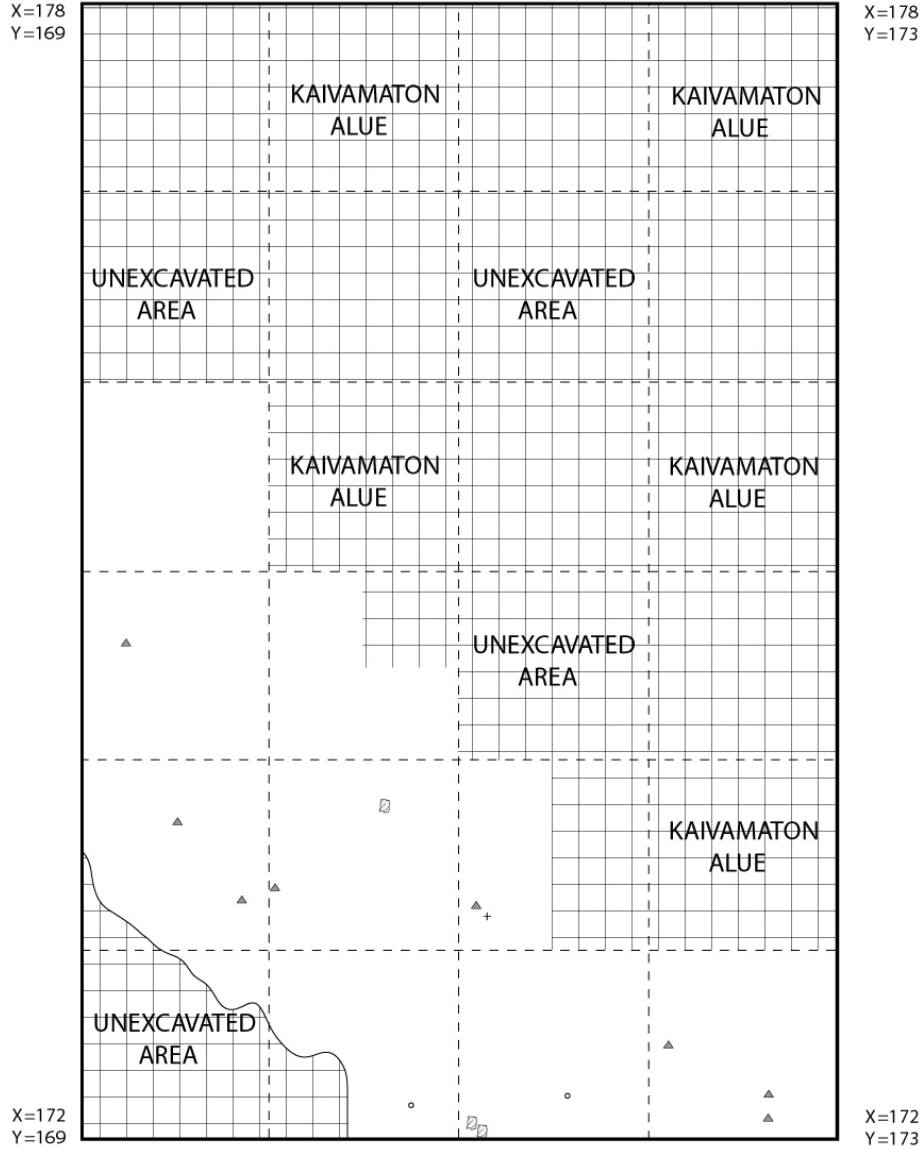 X=178
Y=169
X=178
Y=173
KAIVAMATON
ALUE
KAIVAMATON
ALUE
UNEXCAVATED
AREA
UNEXCAVATED
AREA
KAIVAMATON
ALUE
KAIVAMATON
ALUE
UNEXCAVATED
AREA
KAIVAMATON
ALUE
UNEXCAVATED
AREA
X=172
Y=169
X=172
Y=173